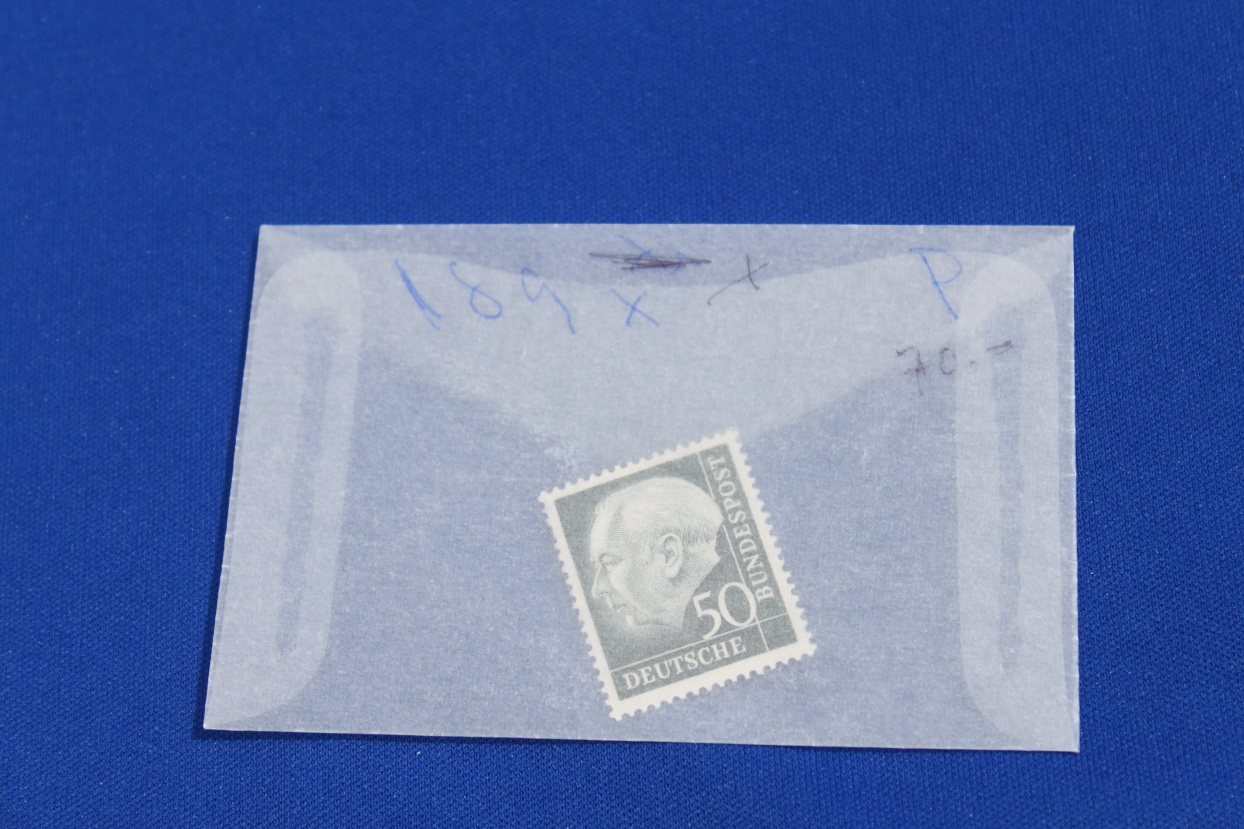 189 x x P
70.-
BUNDESPOST
50
DEUTSCHE